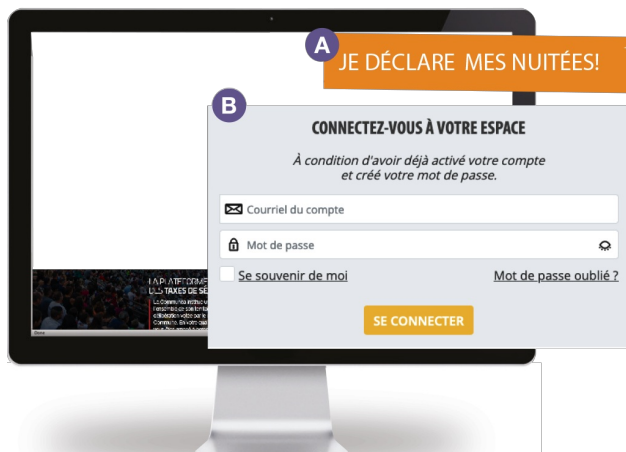 A
JE DÉCLARE MES NUITÉES!
B
CONNECTEZ-VOUS À VOTRE ESPACE
À condition d'avoir déjà activé votre compte
et créé votre mot de passe.
Courriel du compte
Mot de passe
Se souvenir de moi
Mot de passe oublié ?
SE CONNECTER
LA PLATEFORME
DES TAXES DE SÉ